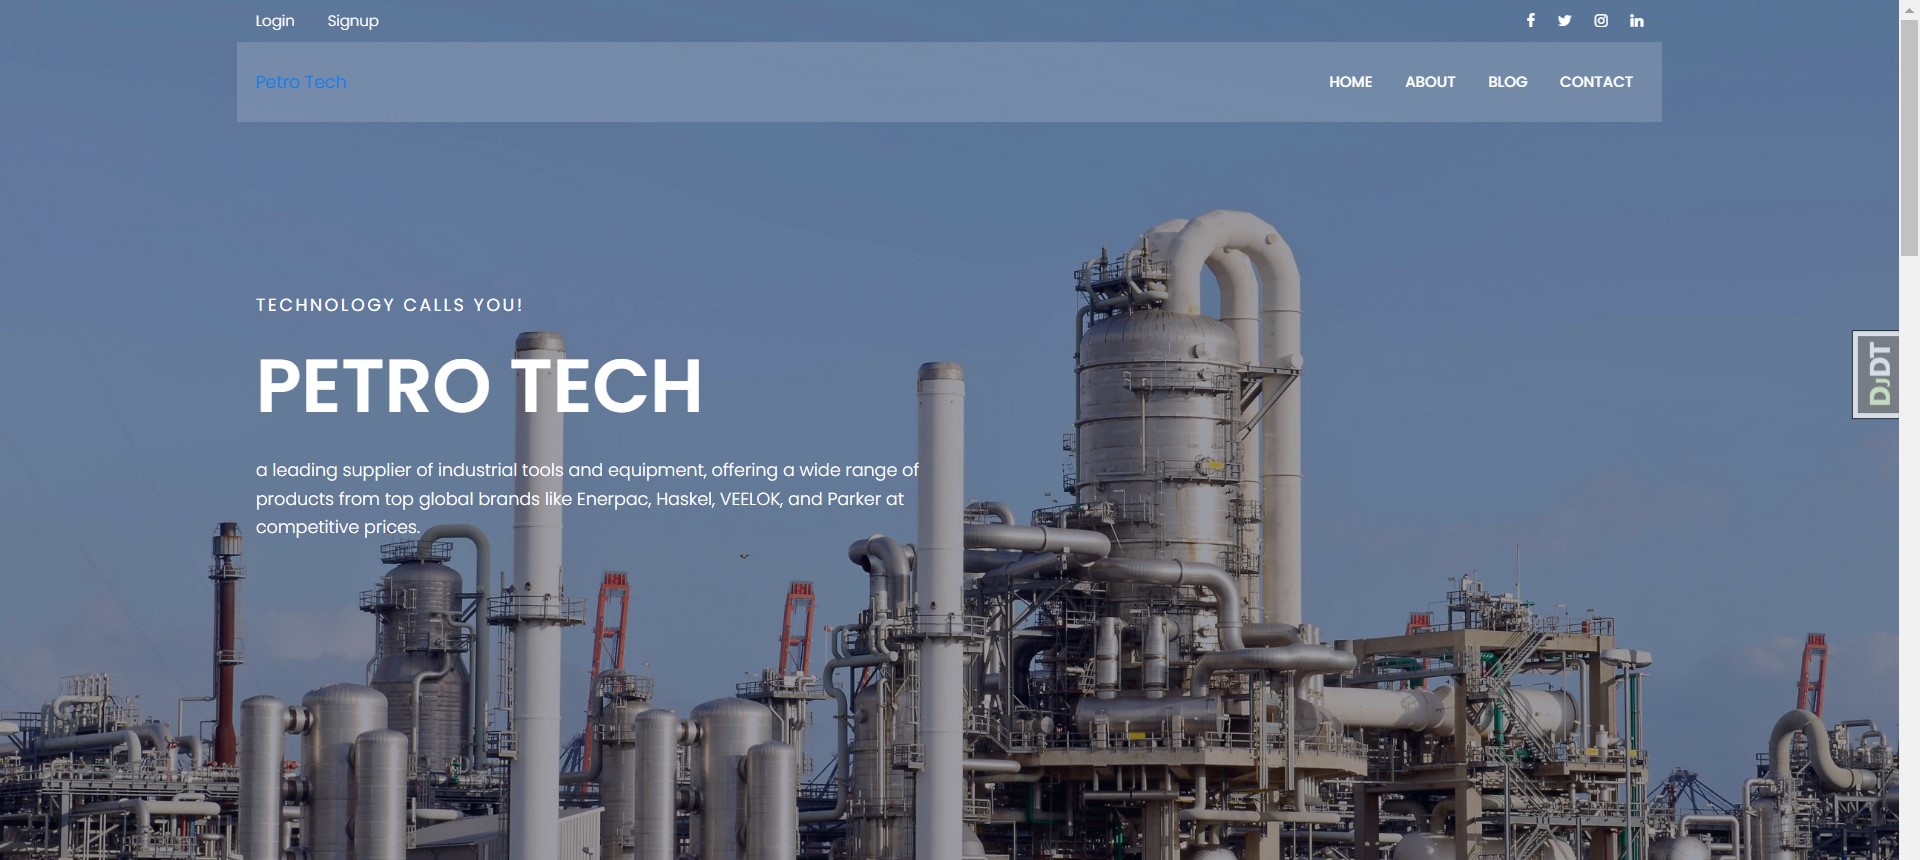 Login Signup
Petro Tech HOME ABOUT BLOG CONTACT
TECHNOLOGY CALLS YOU!
PETRO TECH
a leading supplier of industrial tools and equipment, offering a wide range of
products from top global brands like Enerpac, Haskel, VEELOK, and Parker at
competitive prices.
DJDT